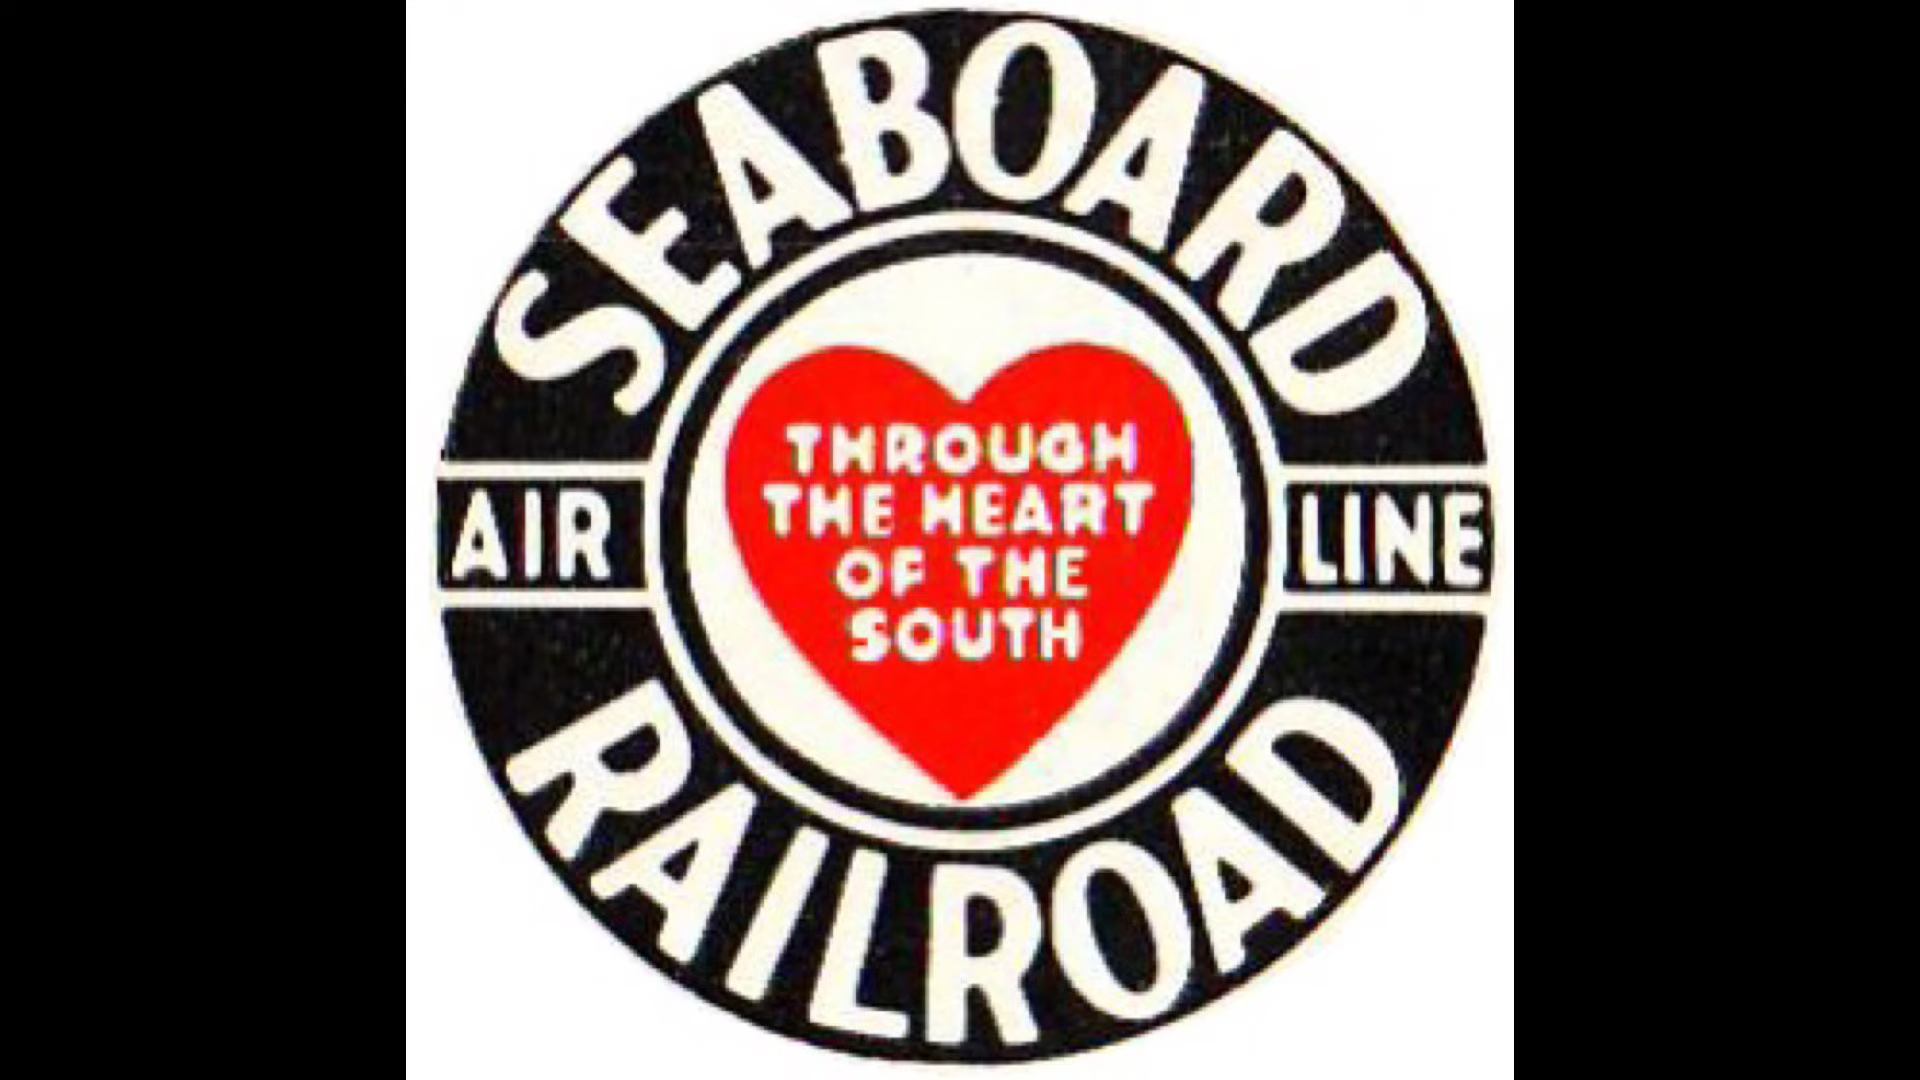 SEABOARD
AIR LINE
RAILROAD
THROUGH
THE HEART
OF THE
SOUTH